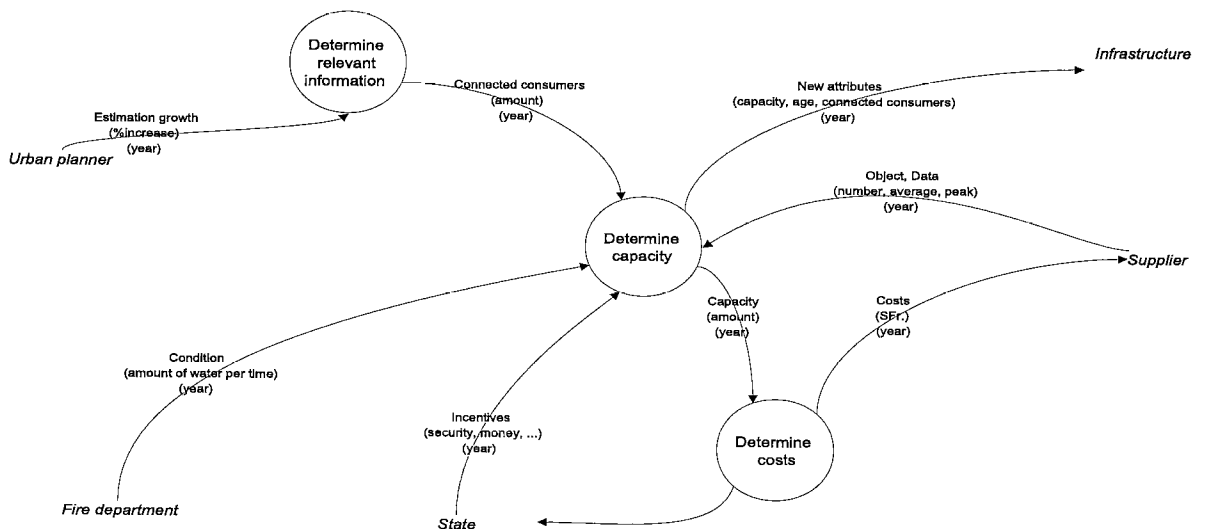 Determine
relevant
information
Infrastructure
Connected consumers
(amount)
(year)
New attributes
(capacity, age, connected consumers)
(year)
Estimation growth
(%increase)
(year)
Urban planner
Object, Data
(number, average, peak)
(year)
Determine
capacity
Supplier
Capacity
(amount)
(year)
Costs
(SFr.)
(year)
Condition
(amount of water per time)
(year)
Incentives
(security, money, ...)
(year)
Determine
costs
Fire department
State